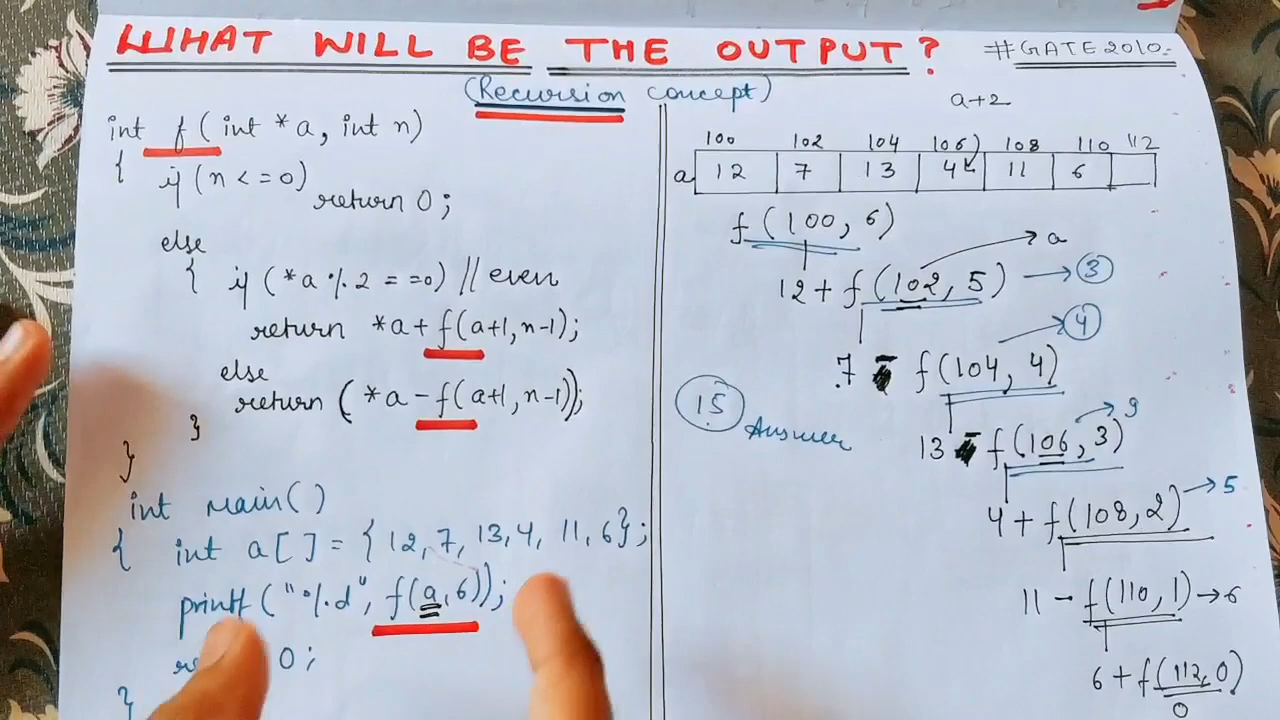 WHAT WILL BE THE OUTPUT?
#GATE2010.
(Recursion concept)
int f(int *a, int n)
{ if (n <= 0)
return 0;
else
{ if (*a %. 2 = =0) // even
return *a + f(a+1, n-1);
else
return (*a - f(a+1, n-1));
}
}
int main()
{ int a[] = {12, 7, 13, 4, 11, 6};
printf("%.d", f(a,6));
0;
}
a+2
100 102 104 106 108 110 112
a 12 7 13 4 11 6
f(100, 6)
12 + f(102, 5) → 3
a
4
7 - f(104, 4)
15 Answer
13 - f(106, 3) 9
4 + f(108, 2) → 5
11 - f(110, 1) → 6
6 + f(112, 0)
0